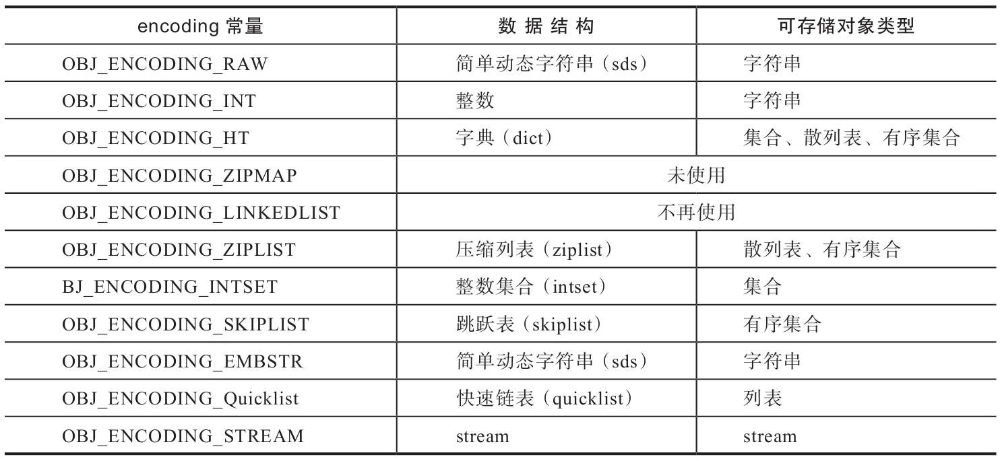 encoding 常量 数据结构 可存储对象类型
OBJ_ENCODING_RAW 简单动态字符串（sds） 字符串
OBJ_ENCODING_INT 整数 字符串
OBJ_ENCODING_HT 字典（dict） 集合、散列表、有序集合
OBJ_ENCODING_ZIPMAP 未使用
OBJ_ENCODING_LINKEDLIST 不再使用
OBJ_ENCODING_ZIPLIST 压缩列表（ziplist） 散列表、有序集合
BJ_ENCODING_INTSET 整数集合（intset） 集合
OBJ_ENCODING_SKIPLIST 跳跃表（skiplist） 有序集合
OBJ_ENCODING_EMBSTR 简单动态字符串（sds） 字符串
OBJ_ENCODING_Quicklist 快速链表（quicklist） 列表
OBJ_ENCODING_STREAM stream stream